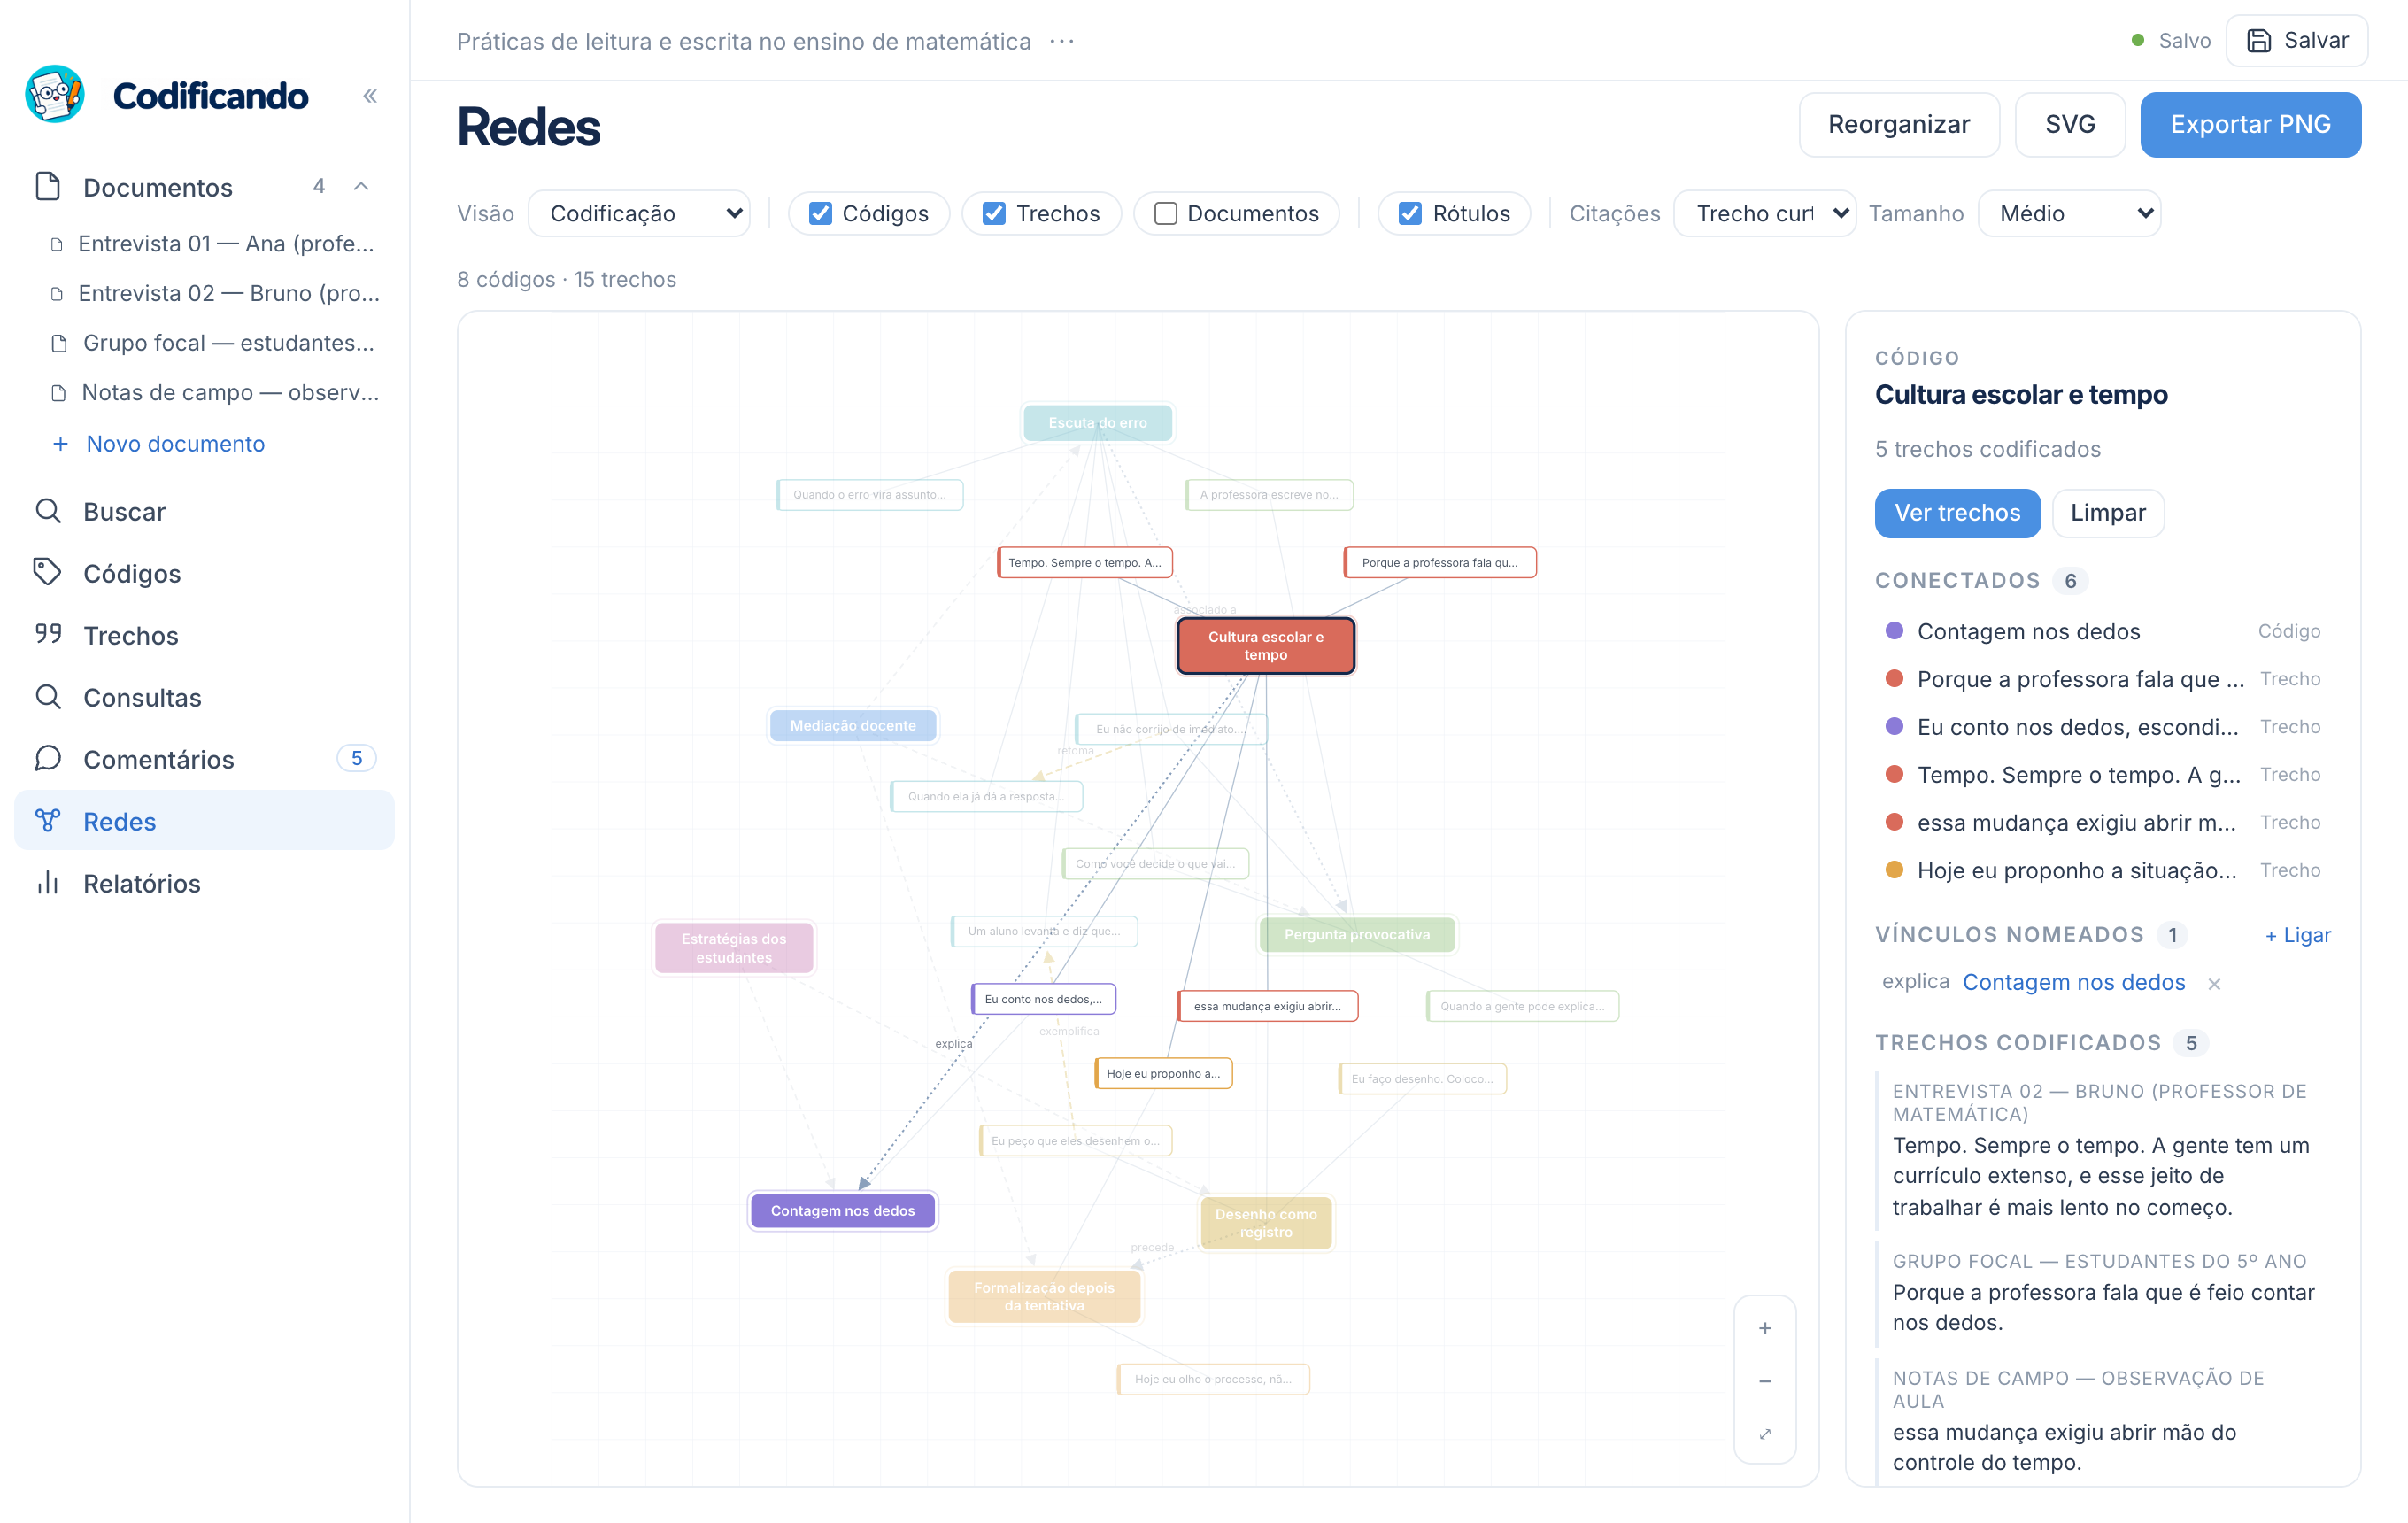 Práticas de leitura e escrita no ensino de matemática ···
Salvo
Salvar
Codificando
«
Documentos 4
Entrevista 01 — Ana (profe...
Entrevista 02 — Bruno (pro...
Grupo focal — estudantes...
Notas de campo — observ...
+ Novo documento
Buscar
Códigos
Trechos
Consultas
Comentários 5
Redes
Relatórios
Redes
Reorganizar
SVG
Exportar PNG
Visão Codificação
Códigos
Trechos
Documentos
Rótulos
Citações Trecho curt
Tamanho Médio
8 códigos · 15 trechos
Escuta do erro
Quando o erro vira assunto...
A professora escreve no...
Tempo. Sempre o tempo. A...
Porque a professora fala qu...
associado a
Cultura escolar e
tempo
Mediação docente
Eu não corrijo de imediato....
retoma
Quando ela já dá a resposta...
Como você decide o que vai...
Um aluno levanta e diz que...
Pergunta provocativa
Estratégias dos
estudantes
Eu conto nos dedos,...
essa mudança exigiu abrir...
Quando a gente pode explica...
exemplifica
explica
Hoje eu proponho a...
Eu faço desenho. Coloco...
Eu peço que eles desenhem o...
Contagem nos dedos
Desenho como
registro
precede
Formalização depois
da tentativa
Hoje eu olho o processo, nã...
+
−
CÓDIGO
Cultura escolar e tempo
5 trechos codificados
Ver trechos
Limpar
CONECTADOS 6
Contagem nos dedos Código
Porque a professora fala que ... Trecho
Eu conto nos dedos, escondi... Trecho
Tempo. Sempre o tempo. A g... Trecho
essa mudança exigiu abrir m... Trecho
Hoje eu proponho a situação... Trecho
VÍNCULOS NOMEADOS 1 + Ligar
explica Contagem nos dedos ×
TRECHOS CODIFICADOS 5
ENTREVISTA 02 — BRUNO (PROFESSOR DE
MATEMÁTICA)
Tempo. Sempre o tempo. A gente tem um
currículo extenso, e esse jeito de
trabalhar é mais lento no começo.
GRUPO FOCAL — ESTUDANTES DO 5º ANO
Porque a professora fala que é feio contar
nos dedos.
NOTAS DE CAMPO — OBSERVAÇÃO DE
AULA
essa mudança exigiu abrir mão do
controle do tempo.